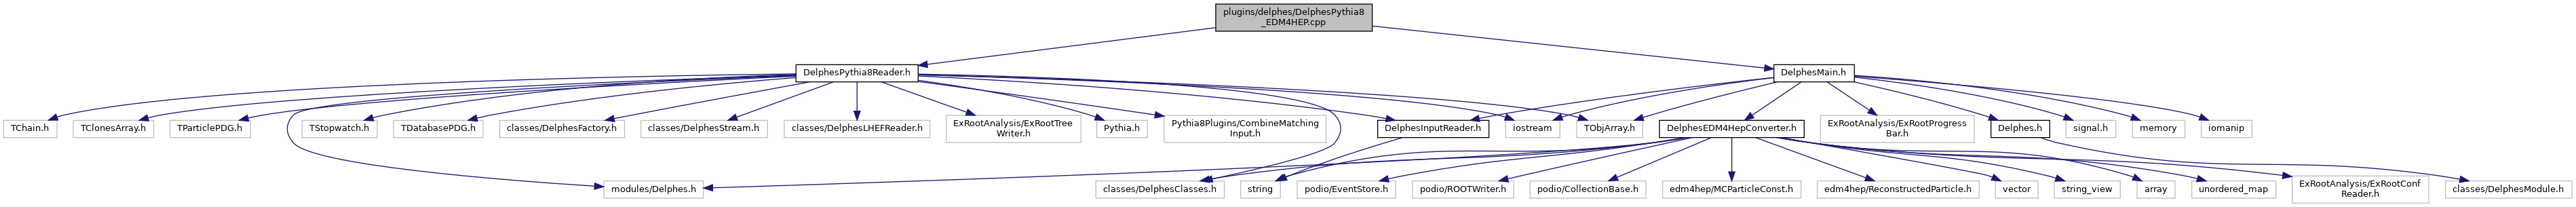 plugins/delphes/DelphesPythia8
_EDM4HEP.cpp
DelphesPythia8Reader.h
DelphesMain.h
TChain.h
TClonesArray.h
TParticlePDG.h
TStopwatch.h
TDatabasePDG.h
classes/DelphesFactory.h
classes/DelphesStream.h
classes/DelphesLHEFReader.h
ExRootAnalysis/ExRootTree
Writer.h
Pythia.h
Pythia8Plugins/CombineMatching
Input.h
DelphesInputReader.h
iostream
TObjArray.h
DelphesEDM4HepConverter.h
ExRootAnalysis/ExRootProgress
Bar.h
Delphes.h
signal.h
memory
iomanip
modules/Delphes.h
classes/DelphesClasses.h
string
podio/EventStore.h
podio/ROOTWriter.h
podio/CollectionBase.h
edm4hep/MCParticleConst.h
edm4hep/ReconstructedParticle.h
vector
string_view
array
unordered_map
ExRootAnalysis/ExRootConf
Reader.h
classes/DelphesModule.h